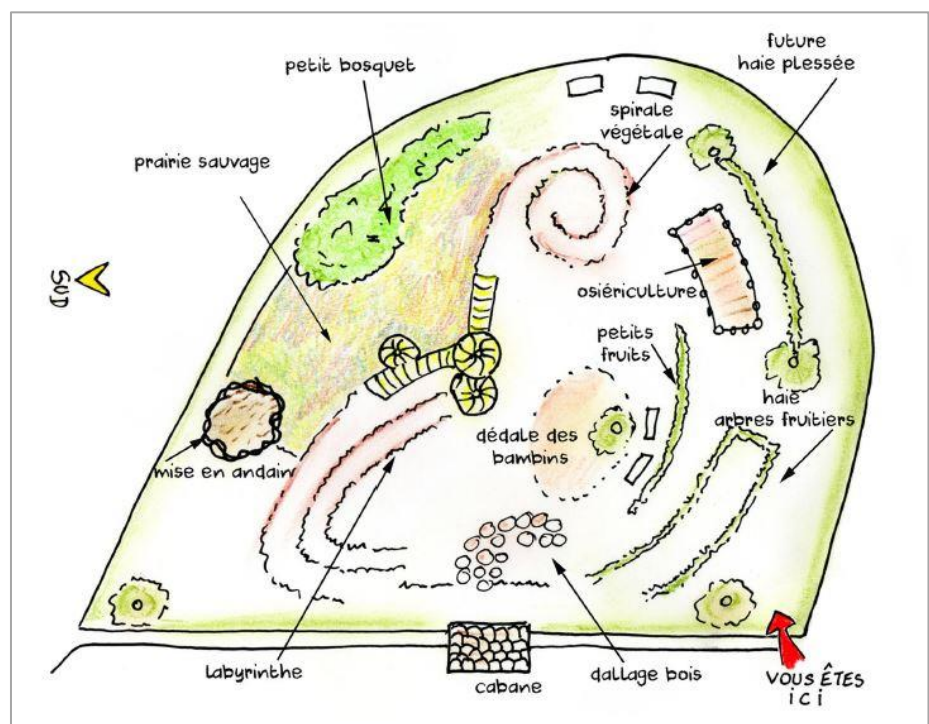 future
haie plessée
petit bosquet
spirale
végétale
prairie sauvage
SUD
osiériculture
petits
fruits
haie
arbres fruitiers
dédale des
bambins
mise en andain
labyrinthe
cabane
dallage bois
VOUS ÊTES
ici